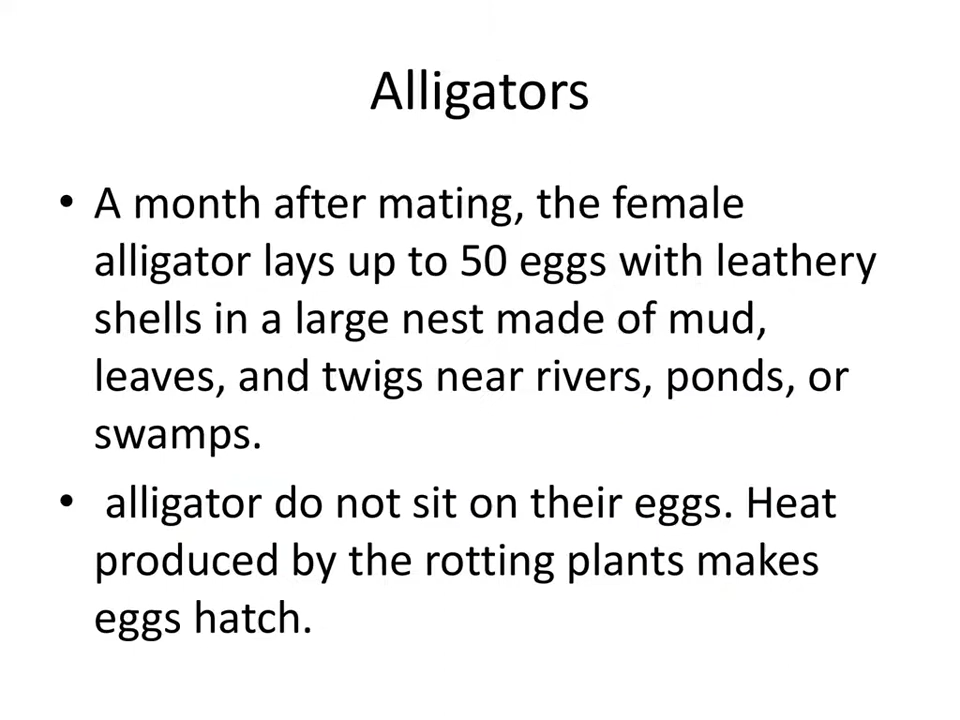 Alligators
• A month after mating, the female
alligator lays up to 50 eggs with leathery
shells in a large nest made of mud,
leaves, and twigs near rivers, ponds, or
swamps.
• alligator do not sit on their eggs. Heat
produced by the rotting plants makes
eggs hatch.